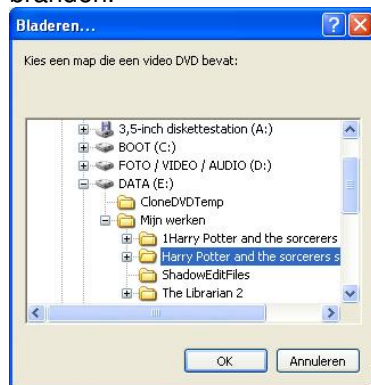 Bladeren...
Kies een map die een video DVD bevat:
3,5-inch diskettestation (A:)
BOOT (C:)
FOTO / VIDEO / AUDIO (D:)
DATA (E:)
CloneDVDTemp
Mijn werken
1Harry Potter and the sorcerers
Harry Potter and the sorcerers s
ShadowEditFiles
The Librarian 2
OK
Annuleren